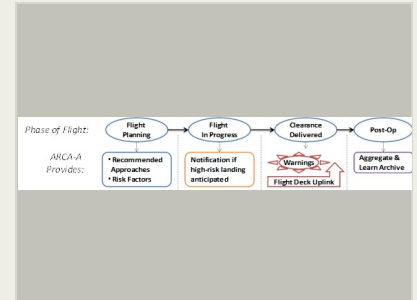 Phase of Flight:
Flight
Planning
Flight
In Progress
Clearance
Delivered
Post-Op
ARCA-A
Provides:
• Recommended
Approaches
• Risk Factors
Notification if
high-risk landing
anticipated
Warnings
Flight Deck Uplink
Aggregate &
Learn Archive